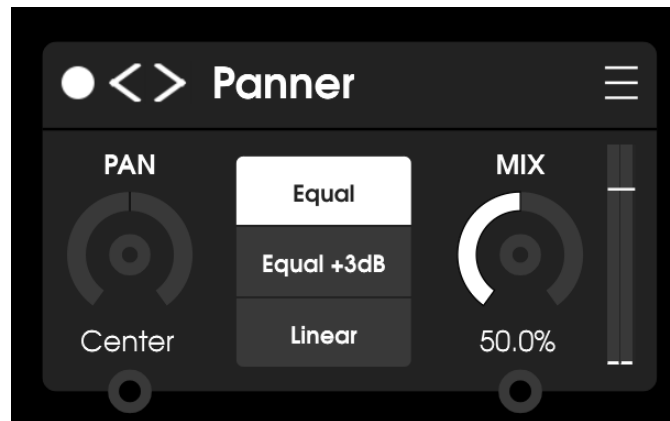 Panner
PAN
MIX
Equal
Equal +3dB
Linear
Center
50.0%